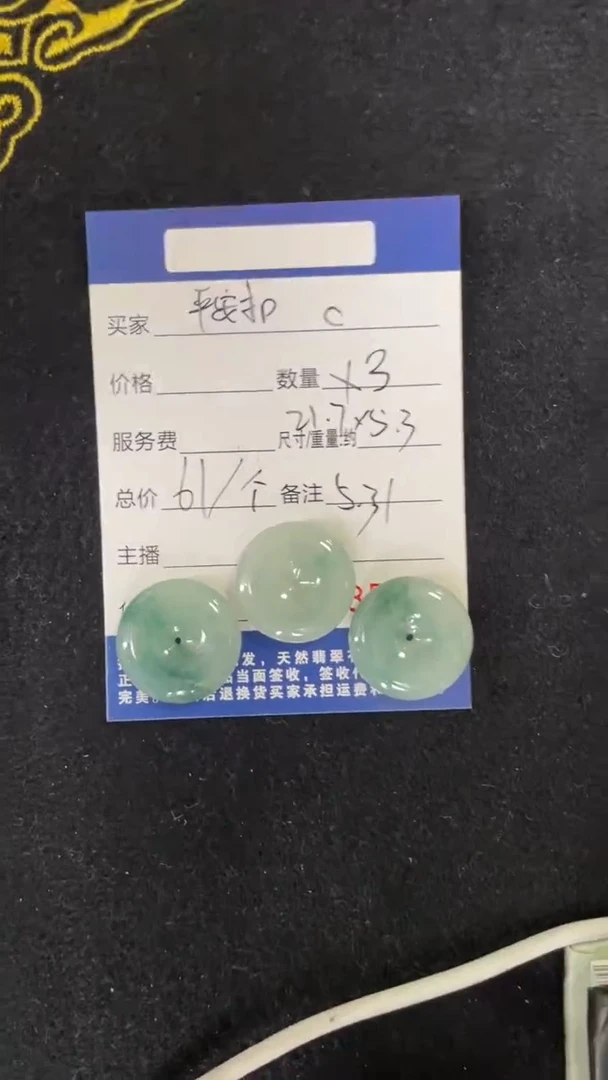 买家 平安扣 C
价格 数量 x3
服务费 尺寸/重量:约 21.7x5.3
总价 61/个 备注 5.31
主播
发，天然翡翠
当面签收，签收
完美 退换货买家承担运费